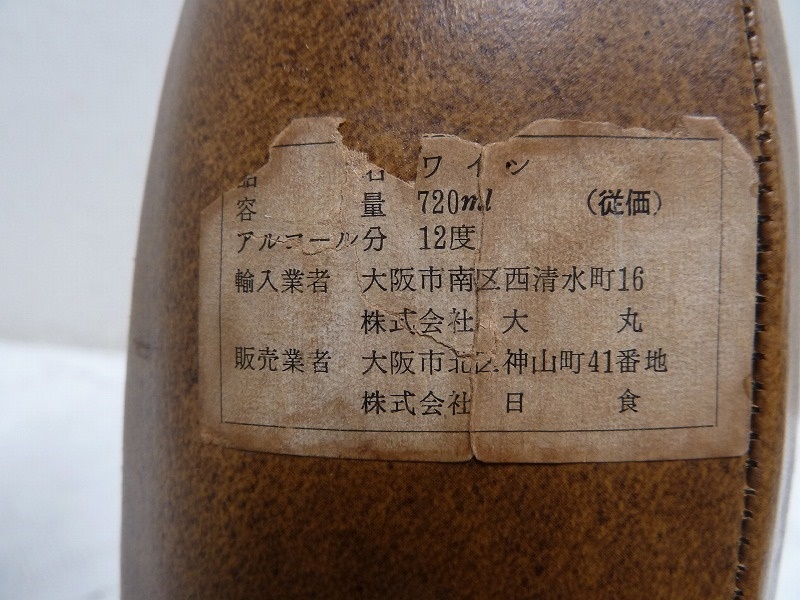 品 名 ワイン
容 量 720ml (従価)
アルコール分 12度
輸入業者 大阪市南区西清水町16
株式会社 大 丸
販売業者 大阪市北区神山町41番地
株式会社 日 食